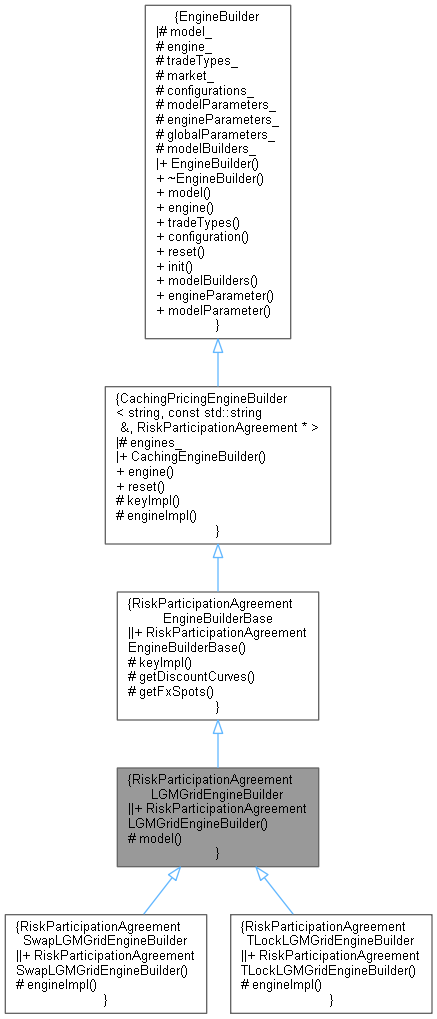 {EngineBuilder
|# model_
# engine_
# tradeTypes_
# market_
# configurations_
# modelParameters_
# engineParameters_
# globalParameters_
# modelBuilders_
|+ EngineBuilder()
+ ~EngineBuilder()
+ model()
+ engine()
+ tradeTypes()
+ configuration()
+ reset()
+ init()
+ modelBuilders()
+ engineParameter()
+ modelParameter()
}
{CachingPricingEngineBuilder
< string, const std::string
&, RiskParticipationAgreement * >
|# engines_
|+ CachingEngineBuilder()
+ engine()
+ reset()
# keyImpl()
# engineImpl()
}
{RiskParticipationAgreement
EngineBuilderBase
||+ RiskParticipationAgreement
EngineBuilderBase()
# keyImpl()
# getDiscountCurves()
# getFxSpots()
}
{RiskParticipationAgreement
LGMGridEngineBuilder
||+ RiskParticipationAgreement
LGMGridEngineBuilder()
# model()
}
{RiskParticipationAgreement
SwapLGMGridEngineBuilder
||+ RiskParticipationAgreement
SwapLGMGridEngineBuilder()
# engineImpl()
}
{RiskParticipationAgreement
TLockLGMGridEngineBuilder
||+ RiskParticipationAgreement
TLockLGMGridEngineBuilder()
# engineImpl()
}